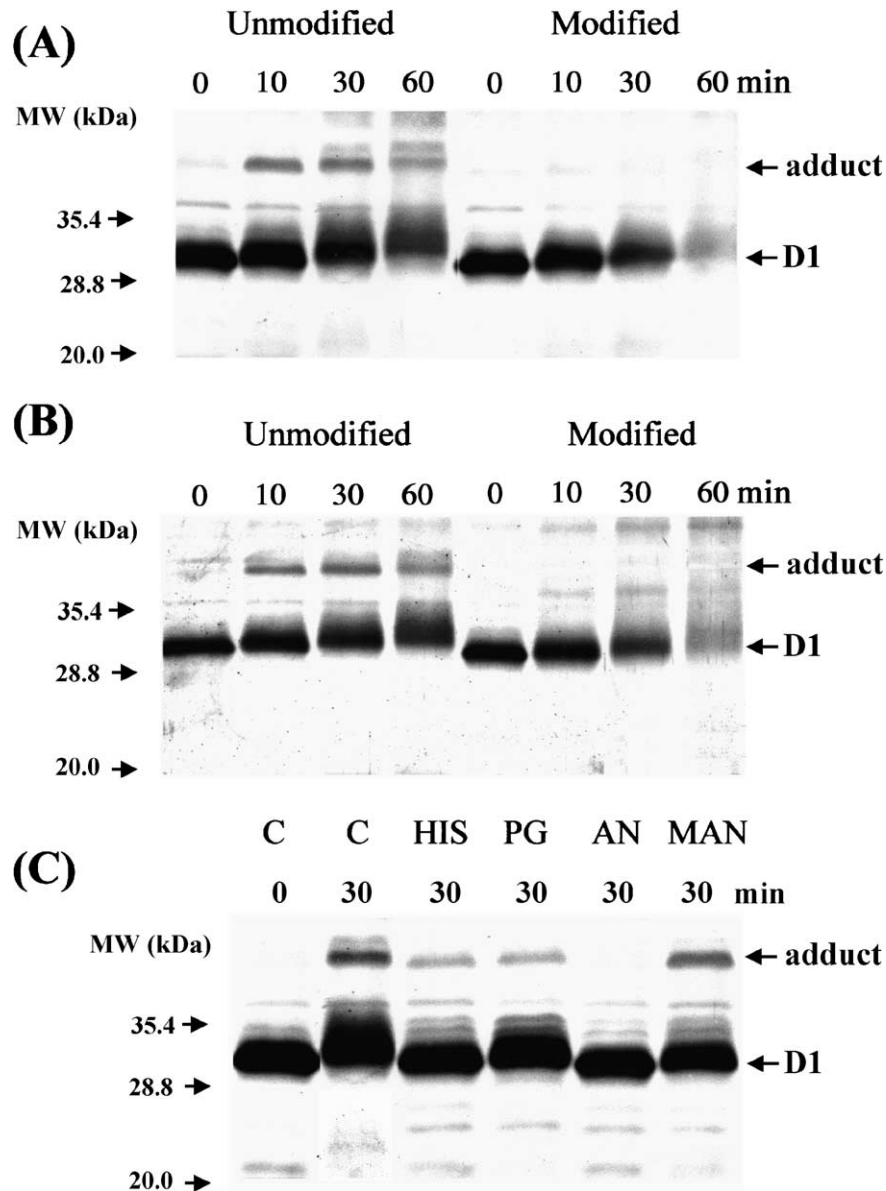 (A)
Unmodified Modified
0 10 30 60 0 10 30 60 min
MW (kDa)
← adduct
35.4 →
← D1
28.8 →
20.0 →
(B)
Unmodified Modified
0 10 30 60 0 10 30 60 min
MW (kDa)
← adduct
35.4 →
← D1
28.8 →
20.0 →
C C HIS PG AN MAN
(C)
0 30 30 30 30 30 min
MW (kDa)
← adduct
35.4 →
← D1
28.8 →
20.0 →